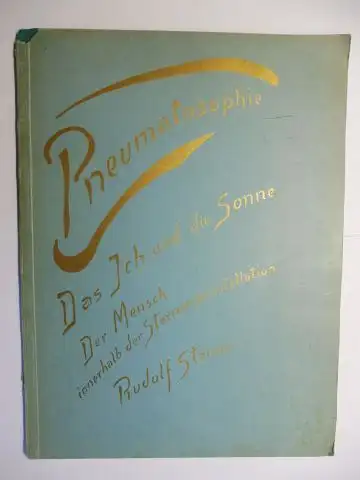 Pneumatosophie
Das Ich und die Sonne
Der Mensch
innerhalb der Sternenkonstellation
Rudolf Steiner